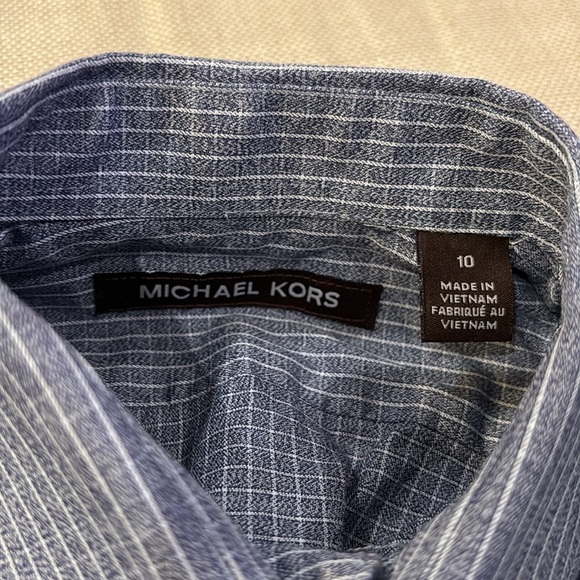 MICHAEL KORS
10
MADE IN
VIETNAM
FABRIQUÉ AU
VIETNAM